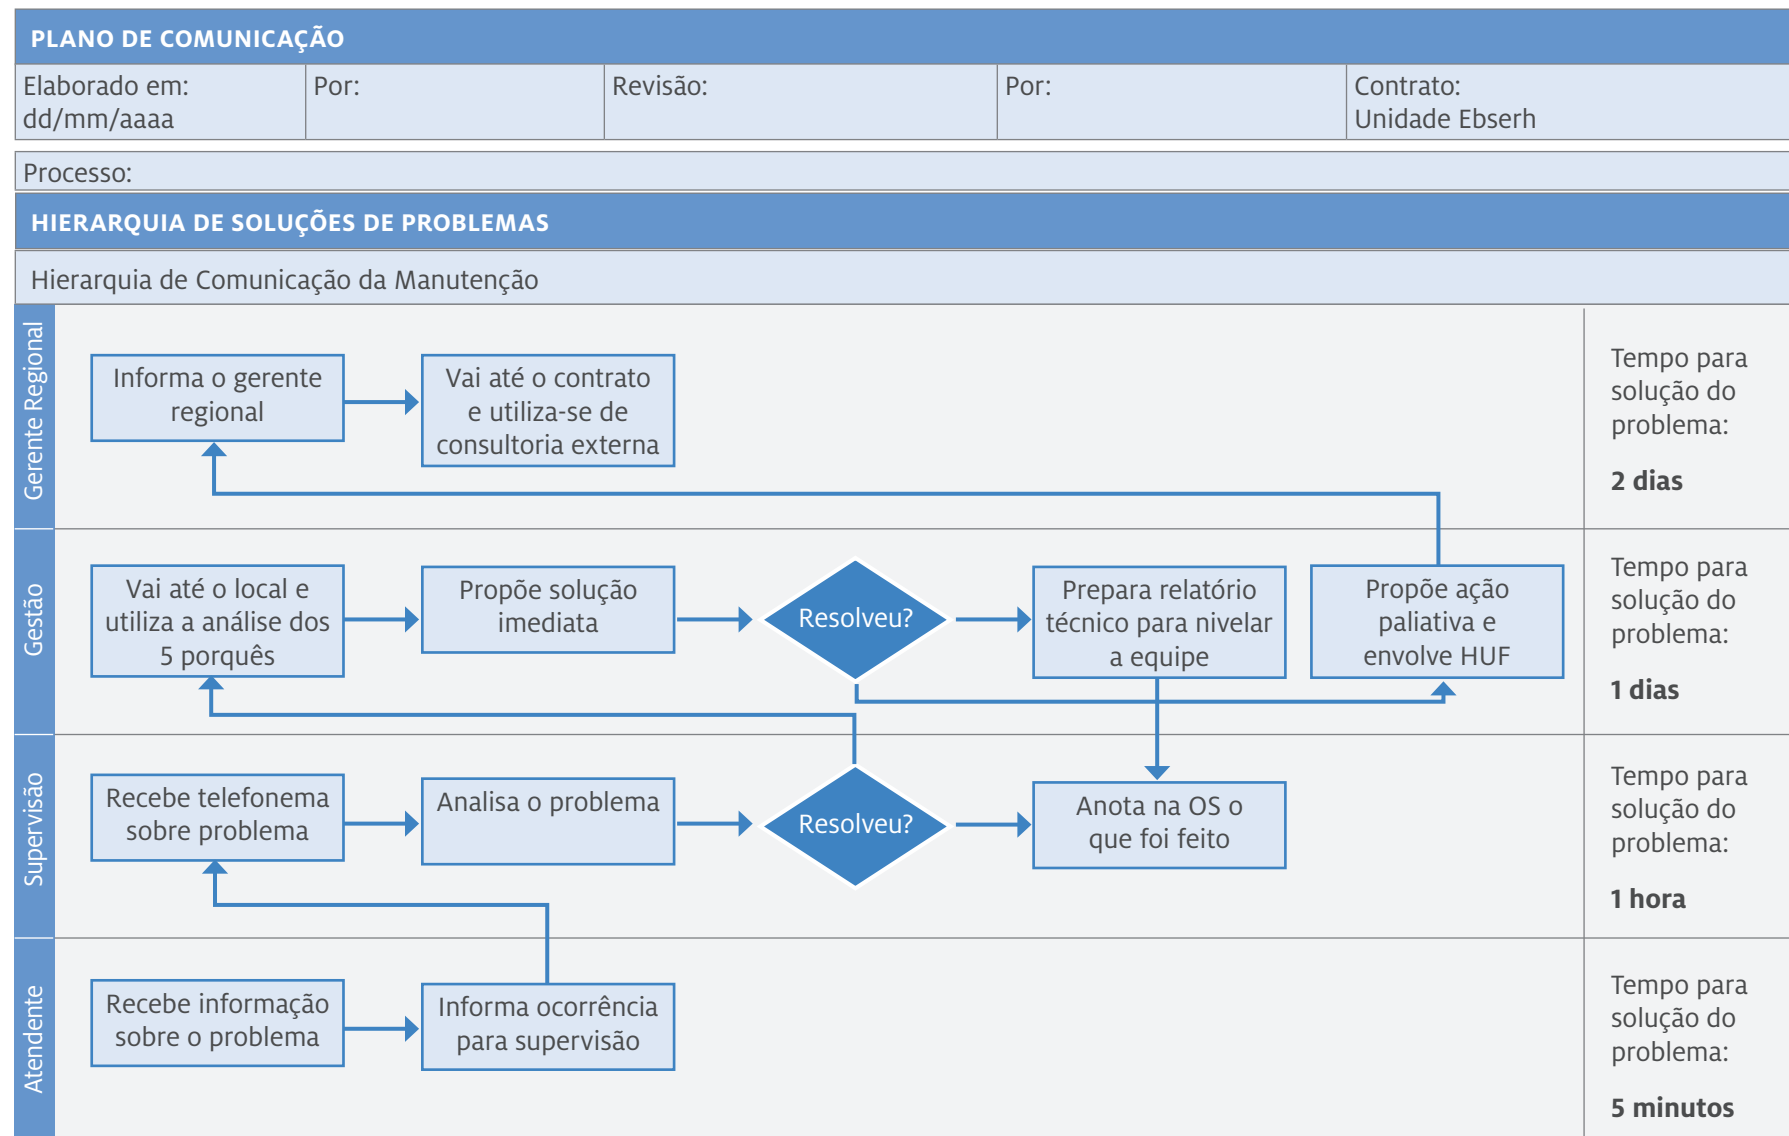 PLANO DE COMUNICAÇÃO
Elaborado em:
dd/mm/aaaa
Por:
Revisão:
Por:
Contrato:
Unidade Ebserh
Processo:
HIERARQUIA DE SOLUÇÕES DE PROBLEMAS
Hierarquia de Comunicação da Manutenção
Gerente Regional
Informa o gerente
regional
Vai até o contrato
e utiliza-se de
consultoria externa
Tempo para
solução do
problema:
2 dias
Gestão
Vai até o local e
utiliza a análise dos
5 porquês
Propõe solução
imediata
Resolveu?
Prepara relatório
técnico para nivelar
a equipe
Propõe ação
paliativa e
envolve HUF
Tempo para
solução do
problema:
1 dias
Supervisão
Recebe telefonema
sobre problema
Analisa o problema
Resolveu?
Anota na OS o
que foi feito
Tempo para
solução do
problema:
1 hora
Atendente
Recebe informação
sobre o problema
Informa ocorrência
para supervisão
Tempo para
solução do
problema:
5 minutos